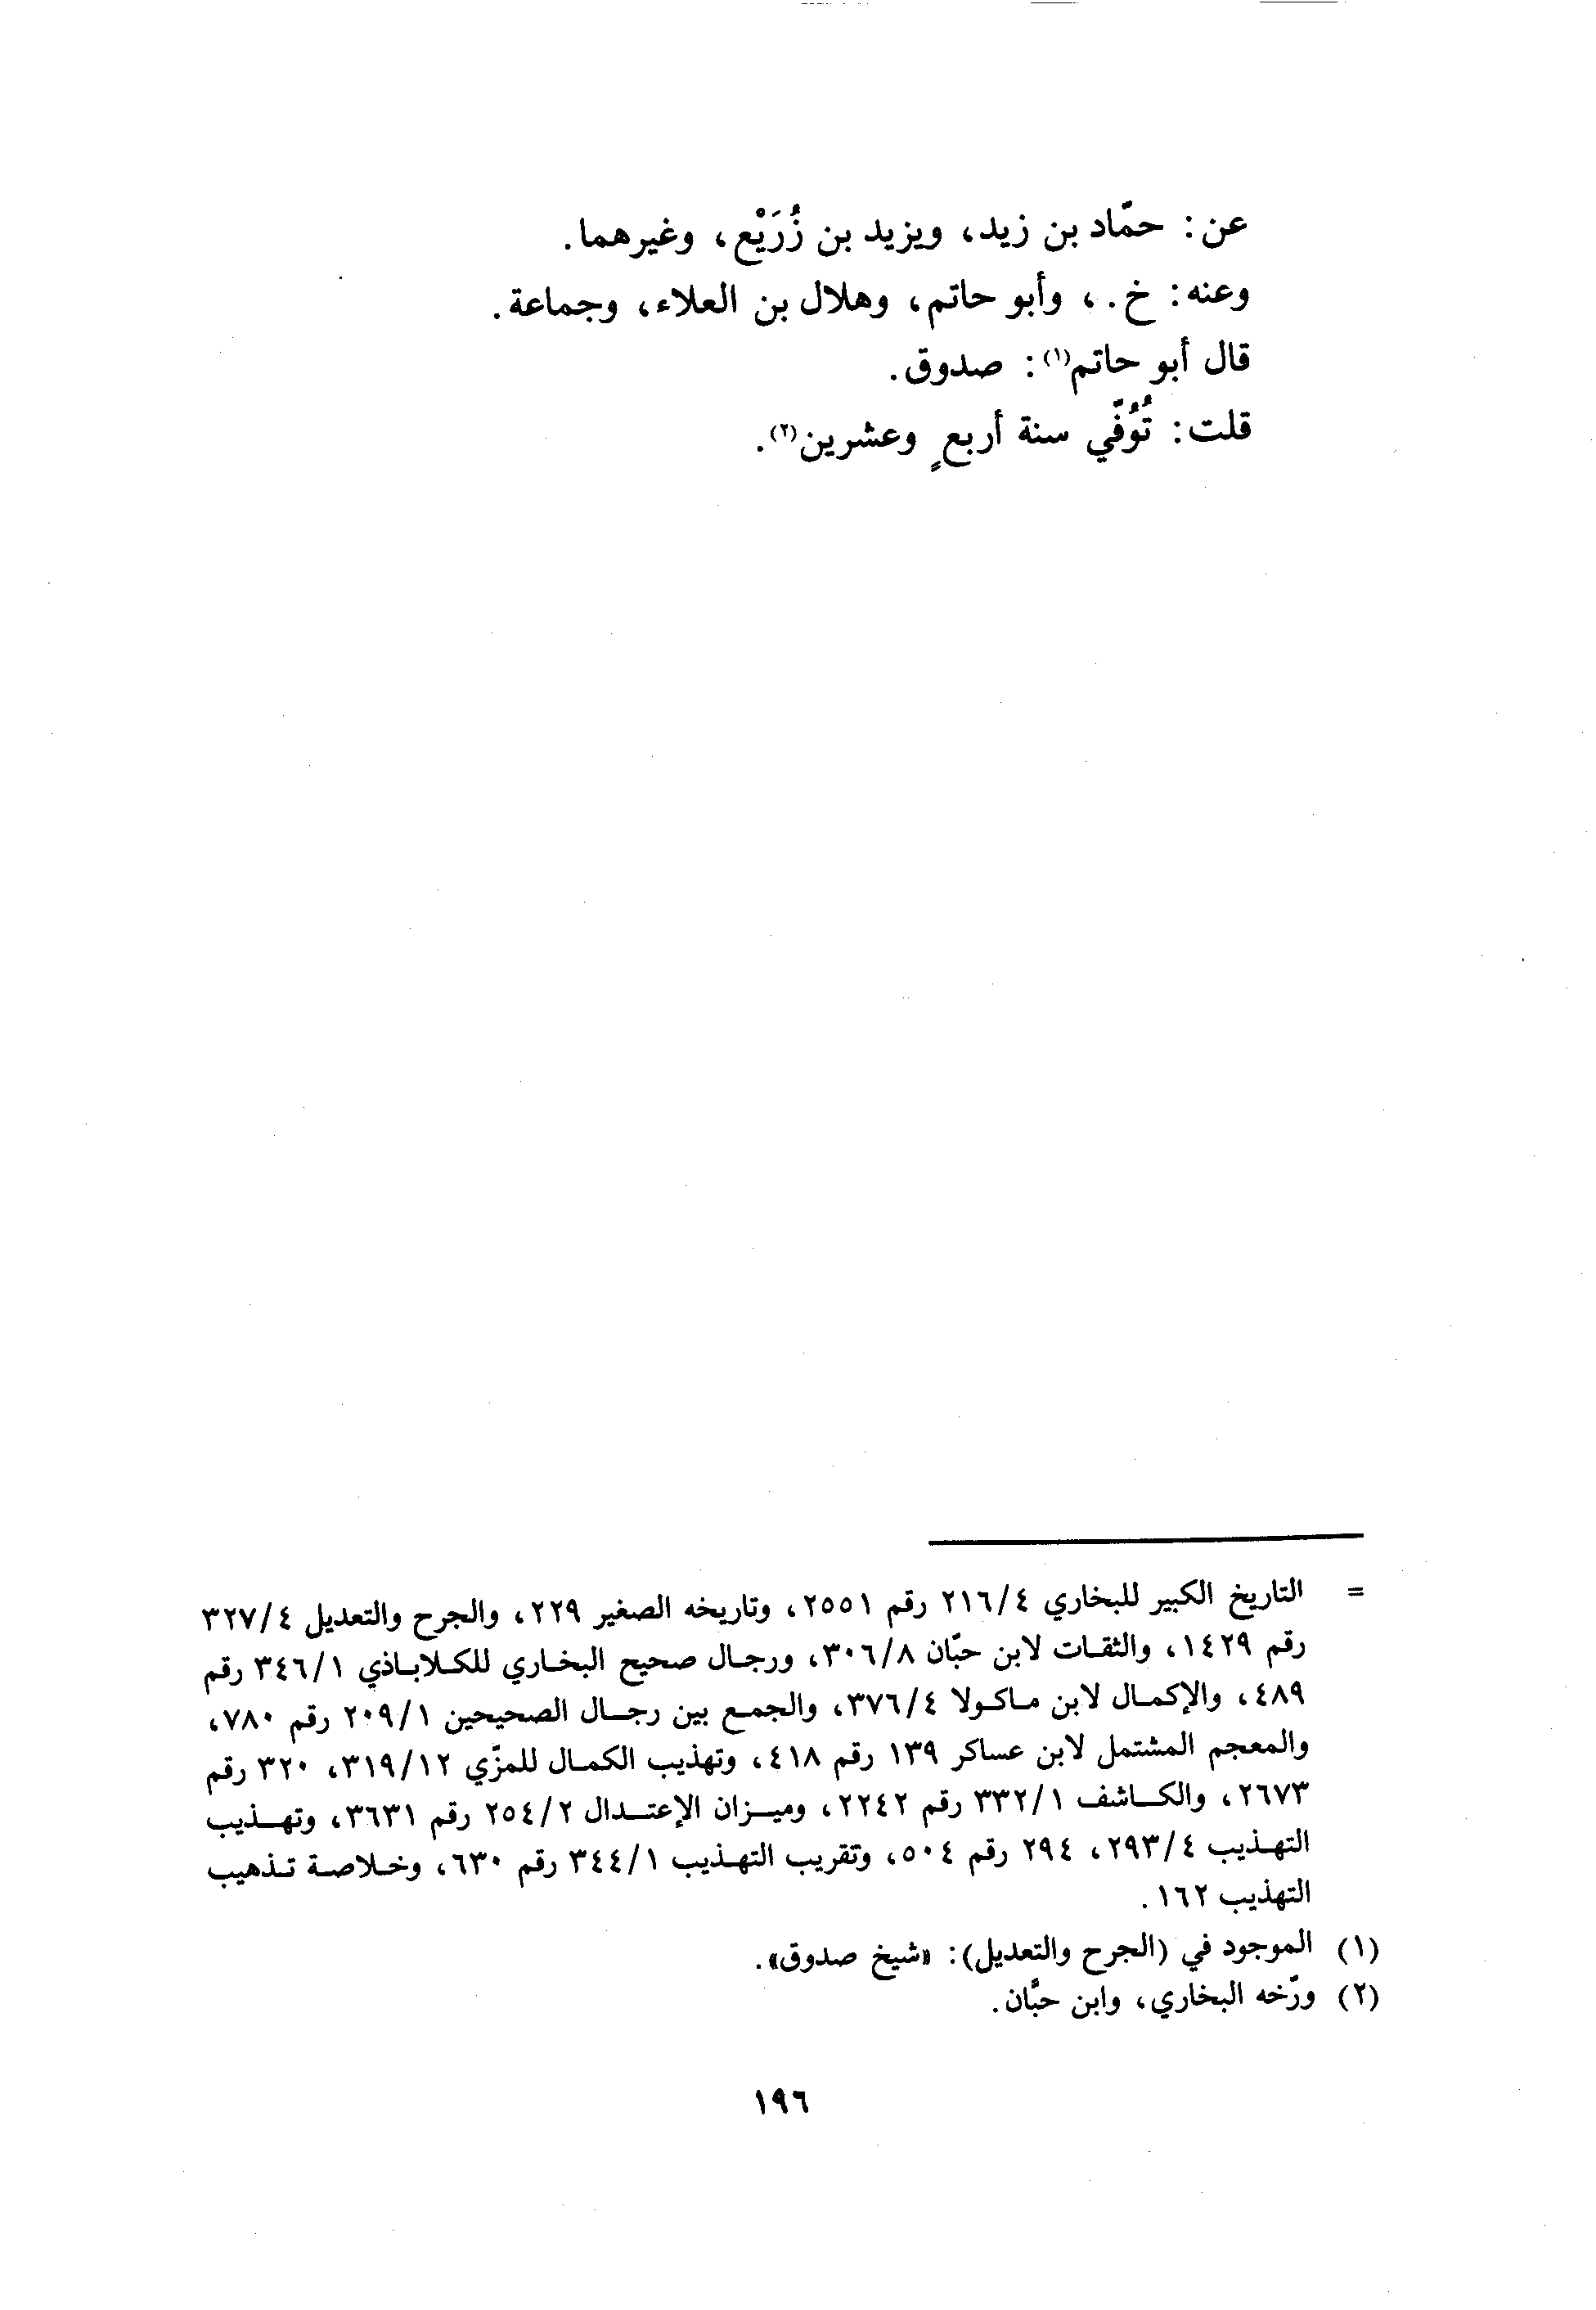 عن: حمّاد بن زيد، ويزيد بن زُرَيْع، وغيرهما.
وعنه: خ.، وأبو حاتم، وهلال بن العلاء، وجماعة.
قال أبو حاتم(١): صدوق.
قلت: تُوُفّي سنة أربعٍ وعشرين(٢).
= التاريخ الكبير للبخاري ٢١٦/٤ رقم ٢٥٥١، وتاريخه الصغير ٢٢٩، والجرح والتعديل ٣٢٧/٤
رقم ١٤٢٩، والثقات لابن حبّان ٣٠٦/٨، ورجال صحيح البخاري للكلاباذي ٣٤٦/١ رقم
٤٨٩، والإكمال لابن ماكولا ٣٧٦/٤، والجمع بين رجال الصحيحين ٢٠٩/١ رقم ٧٨٠،
والمعجم المشتمل لابن عساكر ١٣٩ رقم ٤١٨، وتهذيب الكمال للمزّي ٣١٩/١٢، ٣٢٠ رقم
٢٦٧٣، والكاشف ٣٣٢/١ رقم ٢٢٤٢، وميزان الإعتدال ٢٥٤/٢ رقم ٣٦٣١، وتهذيب
التهذيب ٢٩٣/٤، ٢٩٤ رقم ٥٠٤، وتقريب التهذيب ٣٤٤/١ رقم ٦٣٠، وخلاصة تذهيب
التهذيب ١٦٢.
(١) الموجود في (الجرح والتعديل): «شيخ صدوق».
(٢) ورّخه البخاري، وابن حبّان.
١٩٦